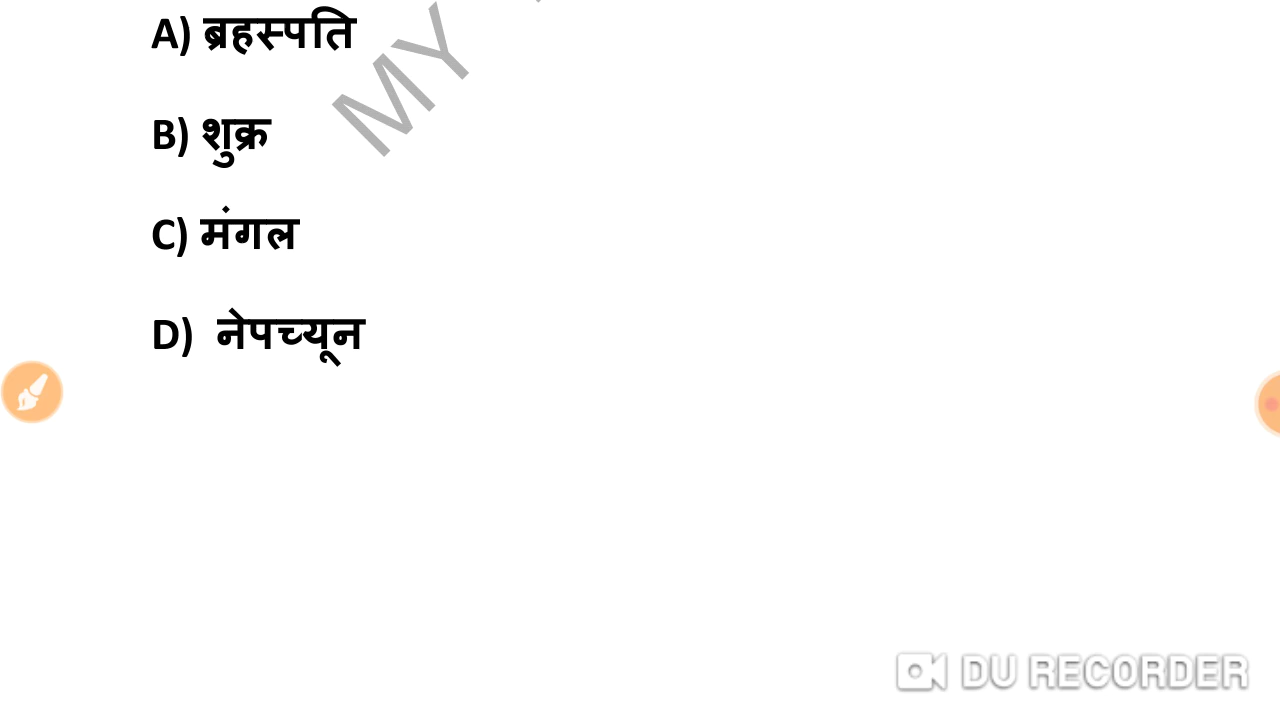 A) ब्रहस्पति
MY
B) शुक्र
C) मंगल
D) नेपच्यून
DU RECORDER